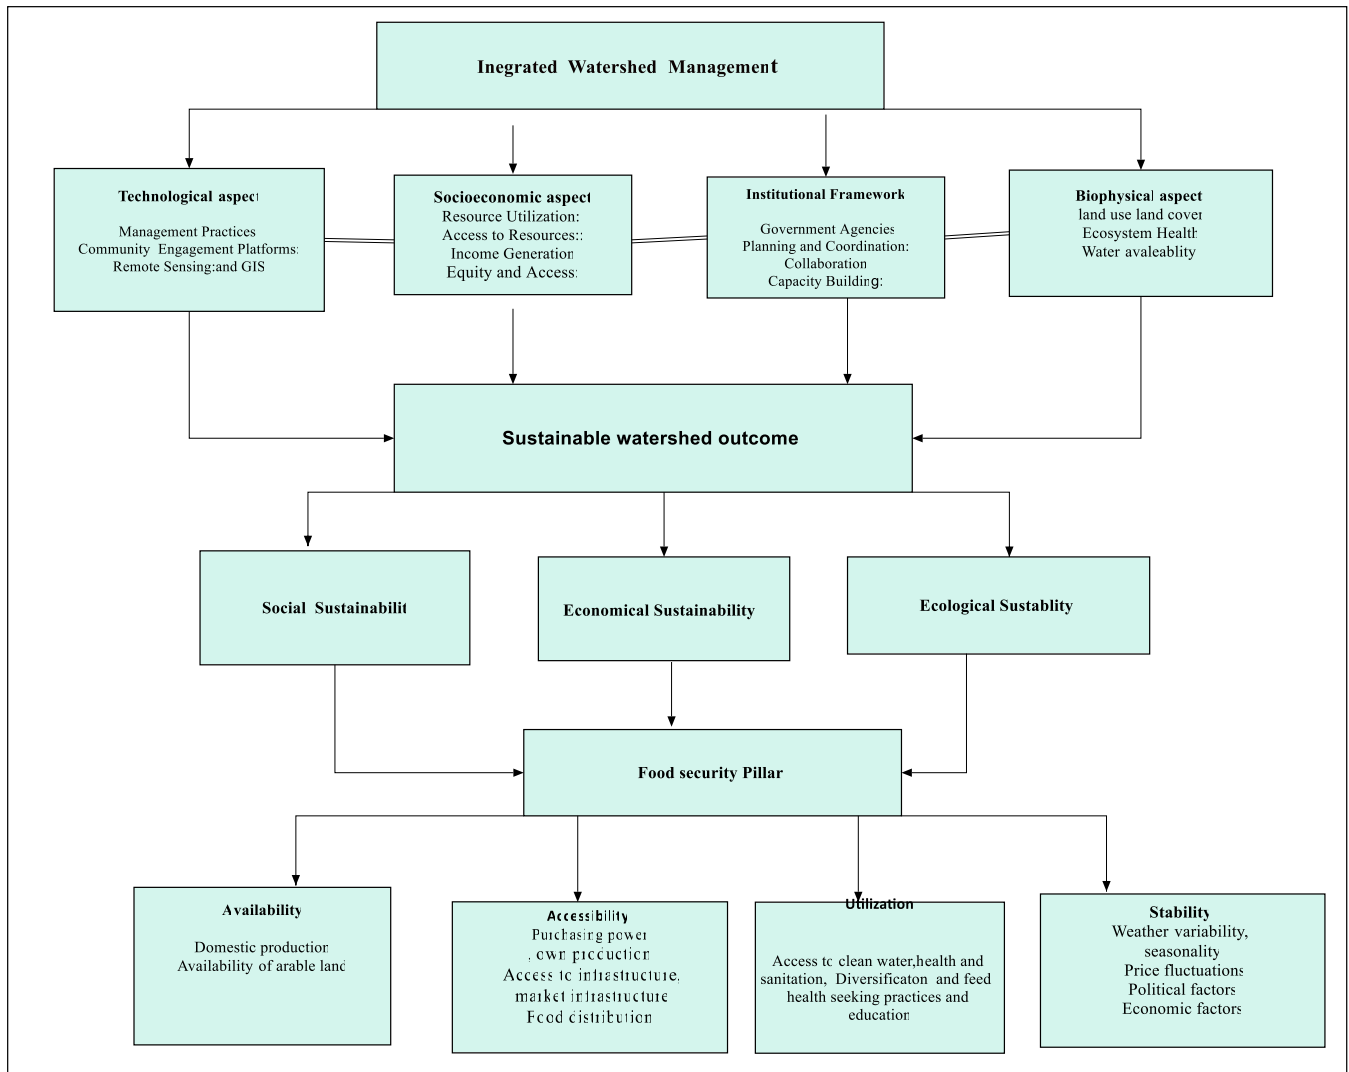 Inegrated Watershed Management
Technological aspect
Management Practices
Community Engagement Platforms:
Remote Sensing:and GIS
Socioeconomic aspect
Resource Utilization:
Access to Resources::
Income Generation
Equity and Access:
Institutional Framework
Government Agencies
Planning and Coordination:
Collaboration
Capacity Building:
Biophysical aspect
land use land cover
Ecosystem Health
Water avaleablity
Sustainable watershed outcome
Social Sustainabilit
Economical Sustainability
Ecological Sustablity
Food security Pillar
Availability
Domestic production
Availability of arable land
Accessibility
Purchasing power
, own production
Access to infrastructure,
market infrastructure
Food distribution
Utilization
Access to clean water,health and
sanitation, Diversificaton and feed
health seeking practices and
education
Stability
Weather variability,
seasonality
Price fluctuations
Political factors
Economic factors